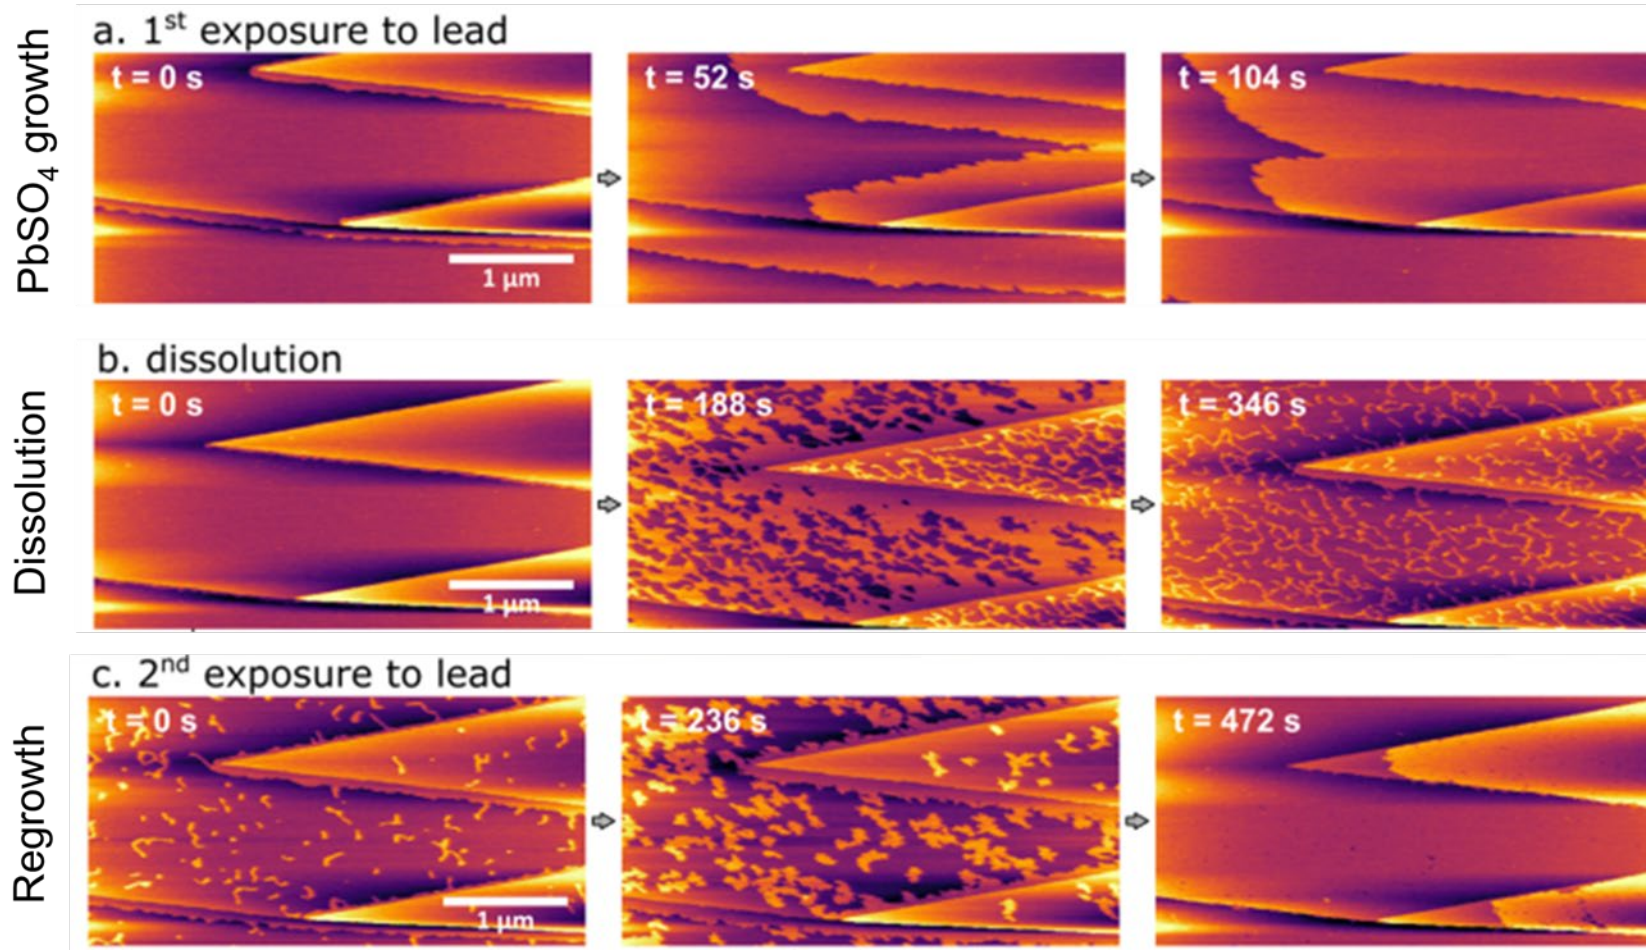 PbSO₄ growth
a. 1ˢᵗ exposure to lead
t = 0 s
t = 52 s
t = 104 s
1 μm
Dissolution
b. dissolution
t = 0 s
t = 188 s
t = 346 s
1 μm
Regrowth
c. 2ⁿᵈ exposure to lead
t = 0 s
t = 236 s
t = 472 s
1 μm